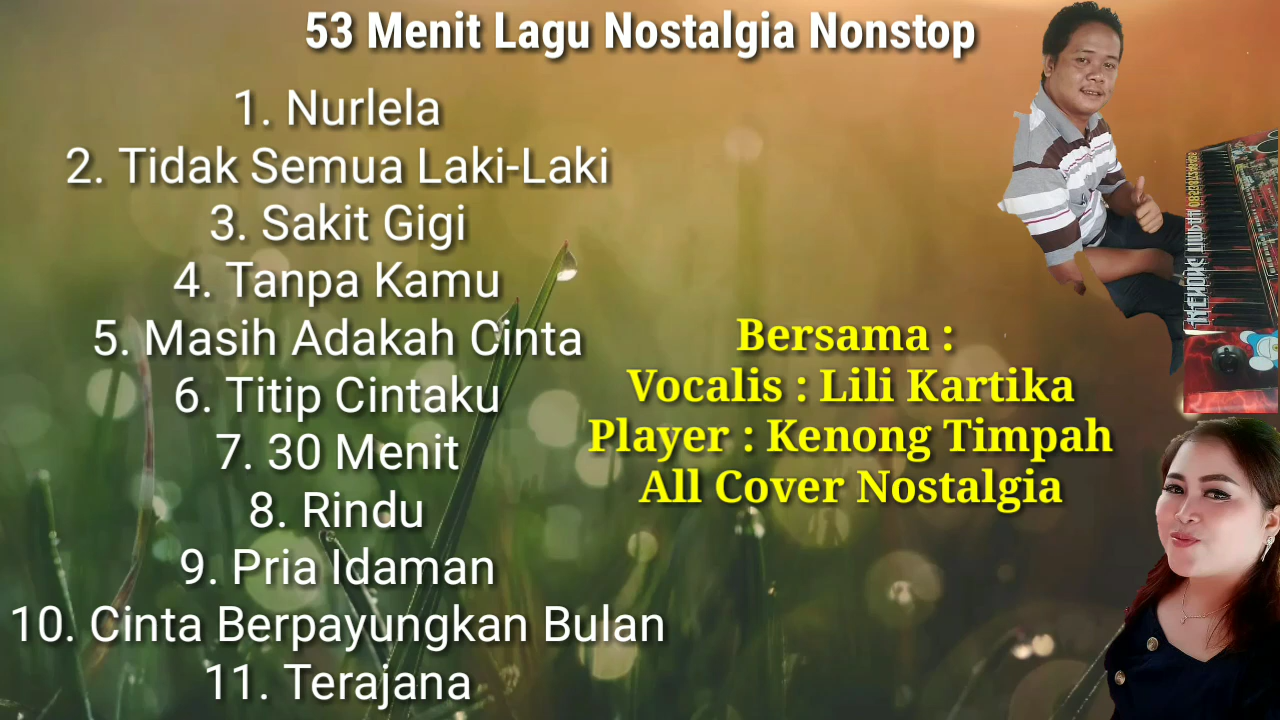 53 Menit Lagu Nostalgia Nonstop
1. Nurlela
2. Tidak Semua Laki-Laki
3. Sakit Gigi
4. Tanpa Kamu
5. Masih Adakah Cinta
6. Titip Cintaku
7. 30 Menit
8. Rindu
9. Pria Idaman
10. Cinta Berpayungkan Bulan
11. Terajana
Bersama :
Vocalis : Lili Kartika
Player : Kenong Timpah
All Cover Nostalgia